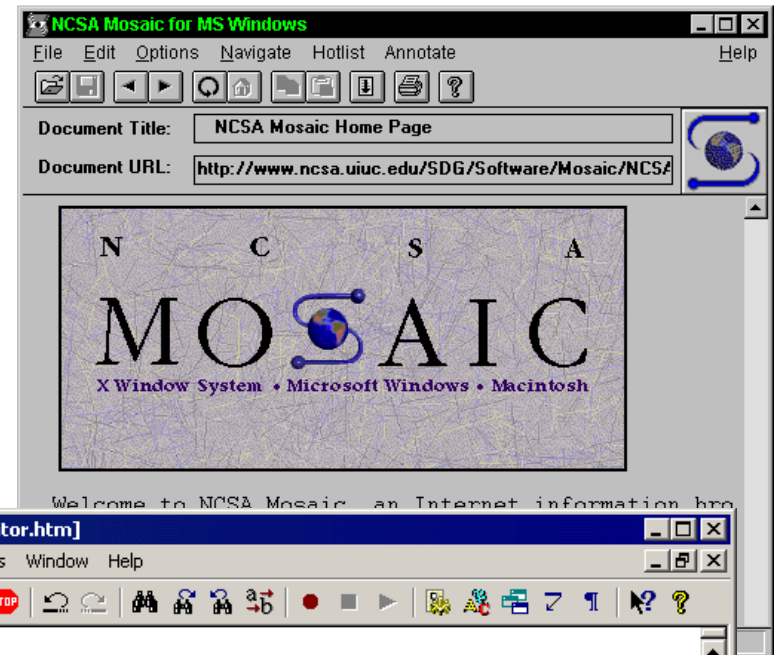 NCSA Mosaic for MS Windows
File Edit Options Navigate Hotlist Annotate Help
Document Title: NCSA Mosaic Home Page
Document URL: http://www.ncsa.uiuc.edu/SDG/Software/Mosaic/NCSA
N C S A
MOSAIC
X Window System • Microsoft Windows • Macintosh
Welcome to NCSA Mosaic, an Internet information bro
tor.htm]
s Window Help
STOP